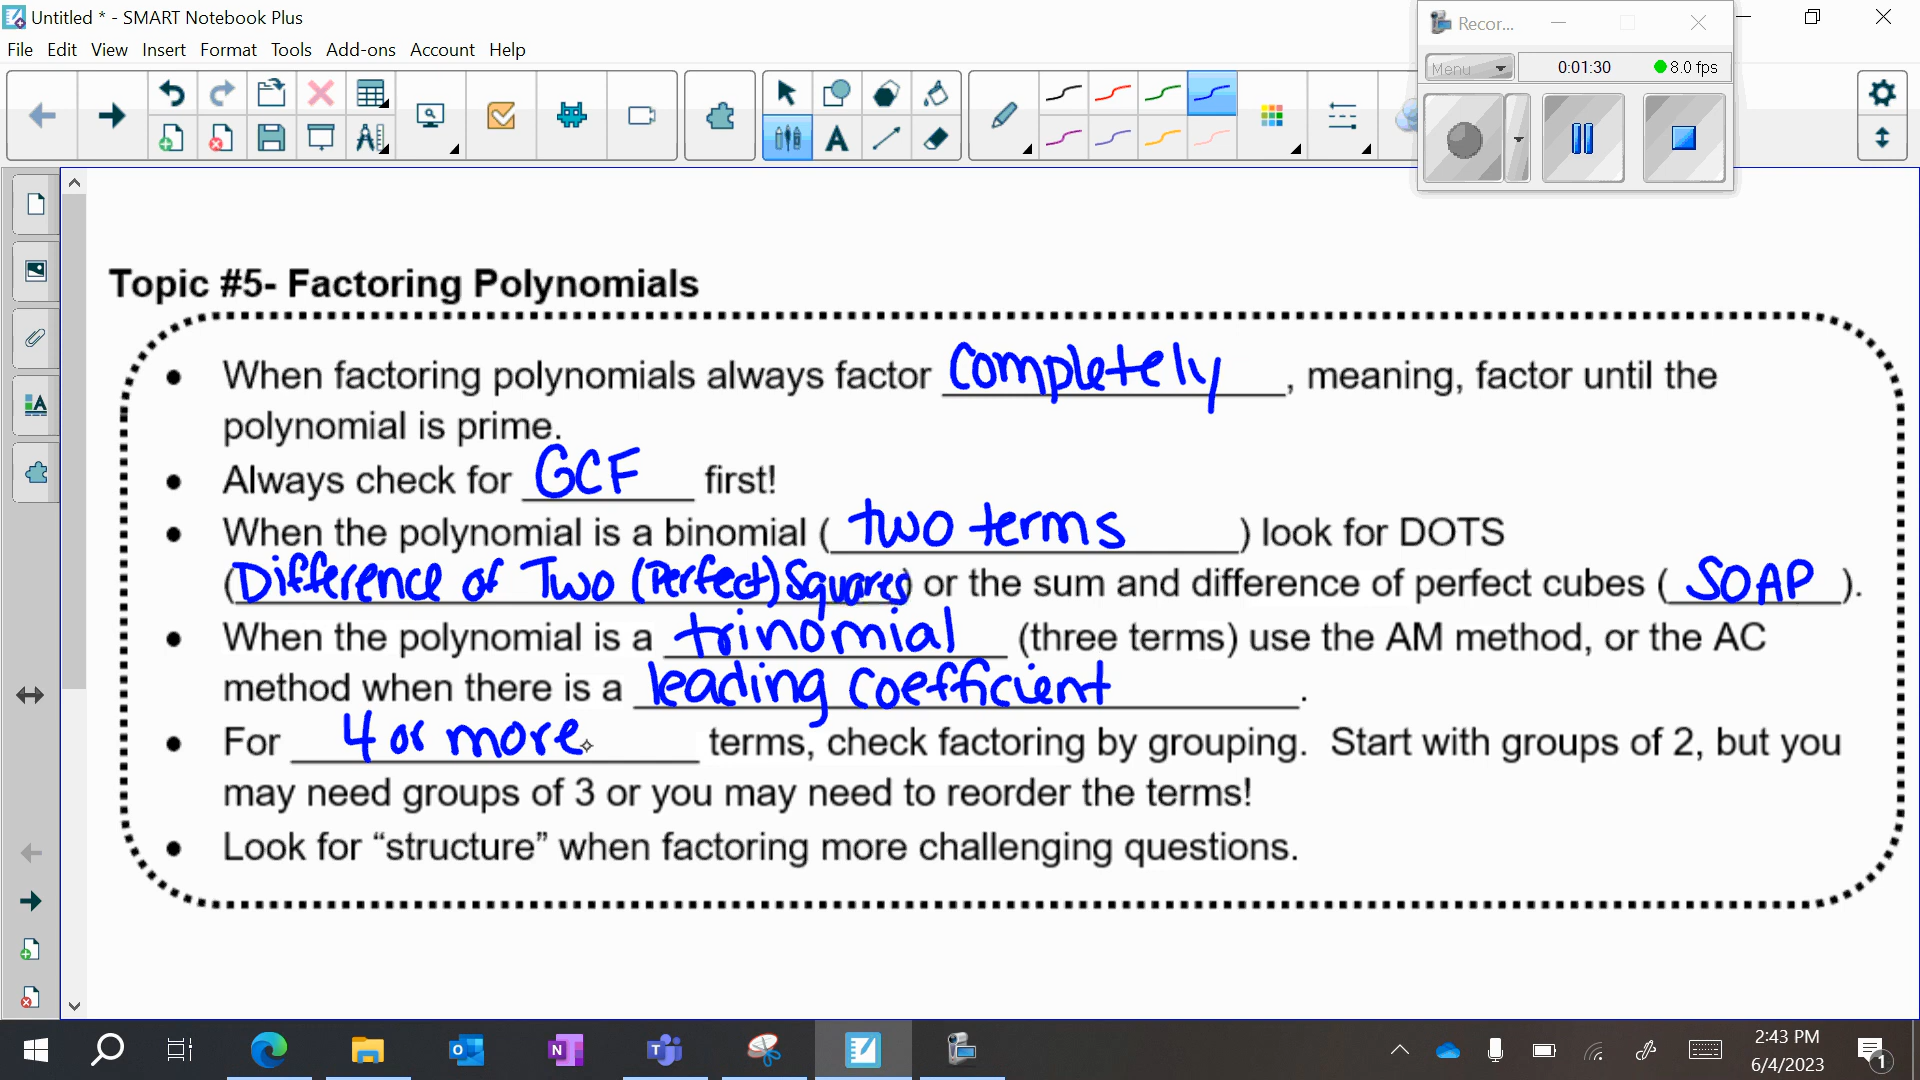 Untitled * - SMART Notebook Plus
File Edit View Insert Format Tools Add-ons Account Help
Recor...
Menu 0:01:30 8.0 fps
Topic #5- Factoring Polynomials
• When factoring polynomials always factor completely, meaning, factor until the
polynomial is prime.
• Always check for GCF first!
• When the polynomial is a binomial (two terms) look for DOTS
(Difference of Two (Perfect) Squares) or the sum and difference of perfect cubes (SOAP).
• When the polynomial is a trinomial (three terms) use the AM method, or the AC
method when there is a leading coefficient.
• For 4 or more terms, check factoring by grouping. Start with groups of 2, but you
may need groups of 3 or you may need to reorder the terms!
• Look for “structure” when factoring more challenging questions.
2:43 PM
6/4/2023
1